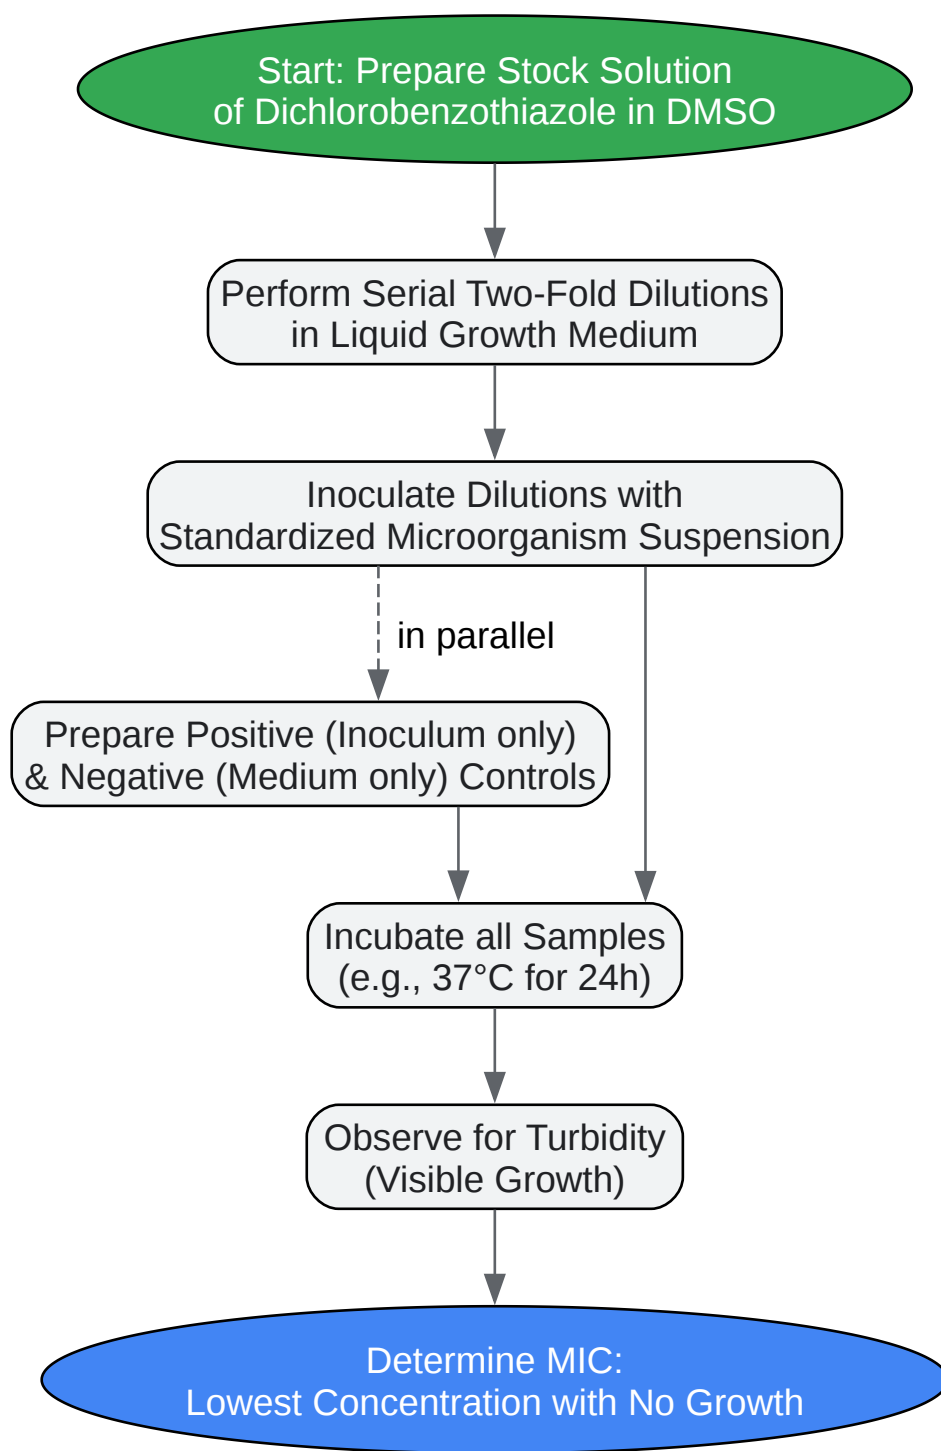 Start: Prepare Stock Solution
of Dichlorobenzothiazole in DMSO
Perform Serial Two-Fold Dilutions
in Liquid Growth Medium
Inoculate Dilutions with
Standardized Microorganism Suspension
in parallel
Prepare Positive (Inoculum only)
& Negative (Medium only) Controls
Incubate all Samples
(e.g., 37°C for 24h)
Observe for Turbidity
(Visible Growth)
Determine MIC:
Lowest Concentration with No Growth